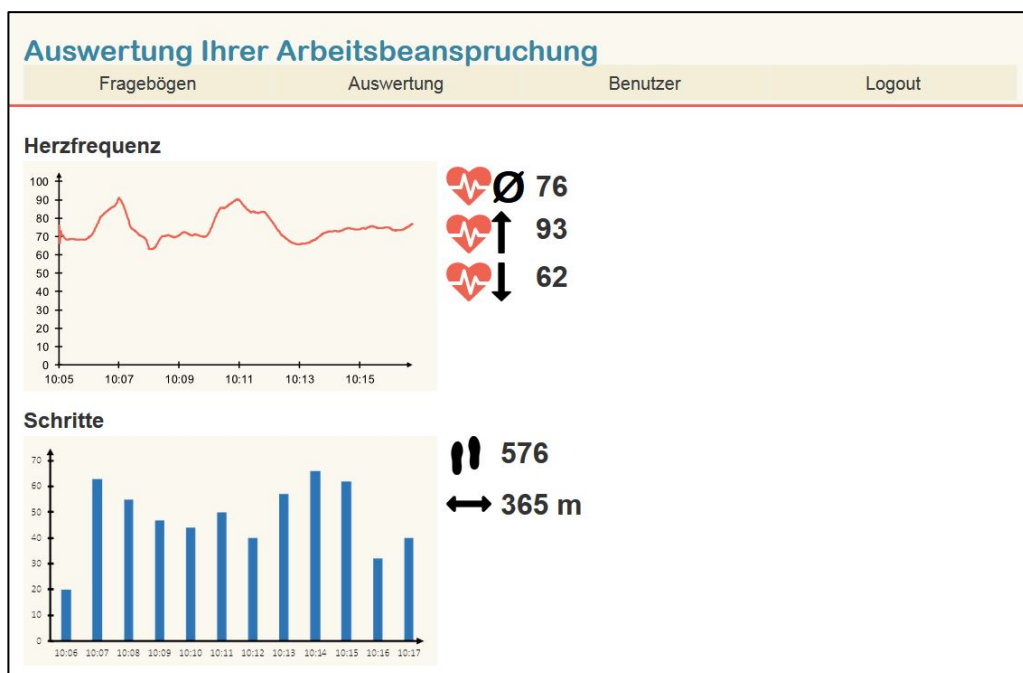 Auswertung Ihrer Arbeitsbeanspruchung
Fragebögen Auswertung Benutzer Logout
Herzfrequenz
100
90
80
70
60
50
40
30
20
10
0
10:05 10:07 10:09 10:11 10:13 10:15
Ø 76
93
62
Schritte
70
60
50
40
30
20
10
0
10:06 10:07 10:08 10:09 10:10 10:11 10:12 10:13 10:14 10:15 10:16 10:17
576
365 m